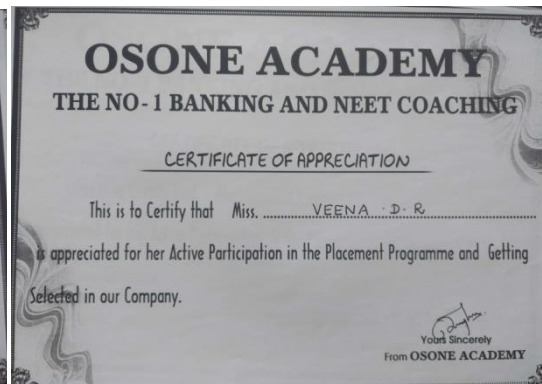 OSONE ACADEMY
THE NO-1 BANKING AND NEET COACHING
CERTIFICATE OF APPRECIATION
This is to Certify that Miss. ........................ VEENA · D · R ........................
is appreciated for her Active Participation in the Placement Programme and Getting
Selected in our Company.
Yours Sincerely
From OSONE ACADEMY